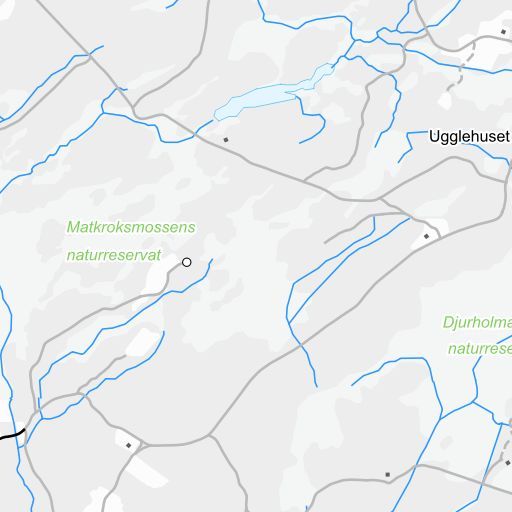 Ugglehuset
Matkroksmossens
naturreservat
Djurholma
naturrese